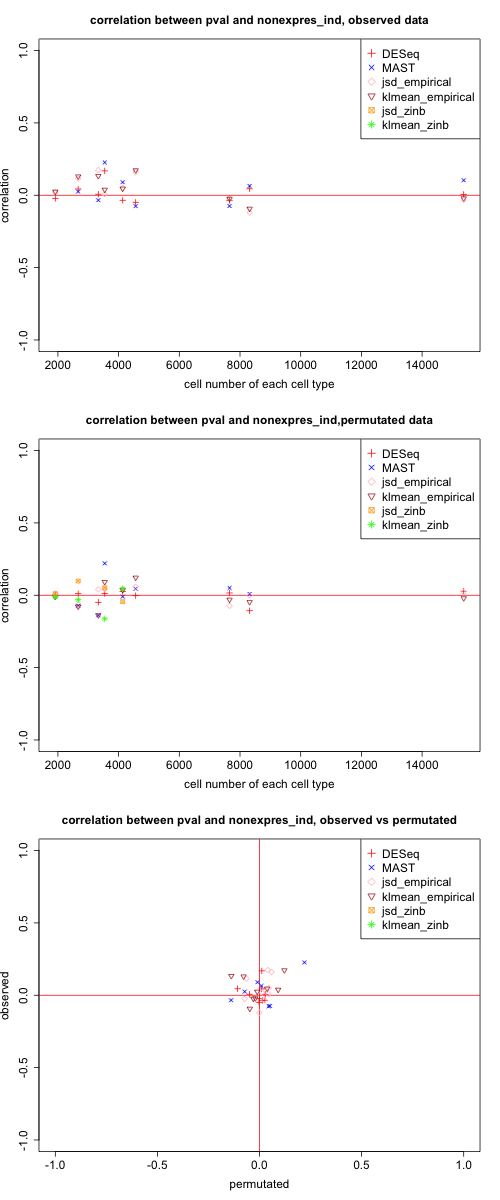 correlation between pval and nonexpres_ind, observed data
DESeq
MAST
jsd_empirical
klmean_empirical
jsd_zinb
klmean_zinb
1.0
0.5
0.0
-0.5
-1.0
correlation
2000 4000 6000 8000 10000 12000 14000
cell number of each cell type
correlation between pval and nonexpres_ind,permutated data
DESeq
MAST
jsd_empirical
klmean_empirical
jsd_zinb
klmean_zinb
1.0
0.5
0.0
-0.5
-1.0
correlation
2000 4000 6000 8000 10000 12000 14000
cell number of each cell type
correlation between pval and nonexpres_ind, observed vs permutated
DESeq
MAST
jsd_empirical
klmean_empirical
jsd_zinb
klmean_zinb
1.0
0.5
0.0
-0.5
-1.0
observed
-1.0 -0.5 0.0 0.5 1.0
permutated